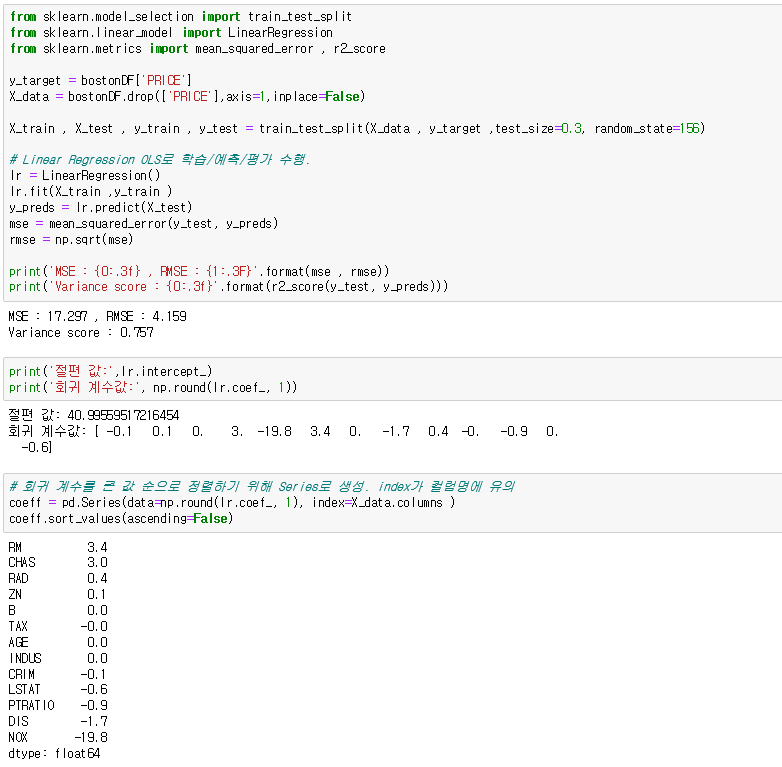 from sklearn.model_selection import train_test_split
from sklearn.linear_model import LinearRegression
from sklearn.metrics import mean_squared_error , r2_score
y_target = bostonDF['PRICE']
X_data = bostonDF.drop(['PRICE'],axis=1,inplace=False)
X_train , X_test , y_train , y_test = train_test_split(X_data , y_target ,test_size=0.3, random_state=156)
# Linear Regression OLS로 학습/예측/평가 수행.
lr = LinearRegression()
lr.fit(X_train ,y_train )
y_preds = lr.predict(X_test)
mse = mean_squared_error(y_test, y_preds)
rmse = np.sqrt(mse)
print('MSE : {0:.3f} , RMSE : {1:.3F}'.format(mse , rmse))
print('Variance score : {0:.3f}'.format(r2_score(y_test, y_preds)))
MSE : 17.297 , RMSE : 4.159
Variance score : 0.757
print('절편 값:',lr.intercept_)
print('회귀 계수값:', np.round(lr.coef_, 1))
절편 값: 40.99559517216454
회귀 계수값: [ -0.1   0.1   0.    3.  -19.8   3.4   0.   -1.7   0.4  -0.   -0.9   0.
  -0.6]
# 회귀 계수를 큰 값 순으로 정렬하기 위해 Series로 생성. index가 컬럼명에 유의
coeff = pd.Series(data=np.round(lr.coef_, 1), index=X_data.columns )
coeff.sort_values(ascending=False)
RM          3.4
CHAS        3.0
RAD         0.4
ZN          0.1
B           0.0
TAX        -0.0
AGE         0.0
INDUS       0.0
CRIM       -0.1
LSTAT      -0.6
PTRATIO    -0.9
DIS        -1.7
NOX       -19.8
dtype: float64